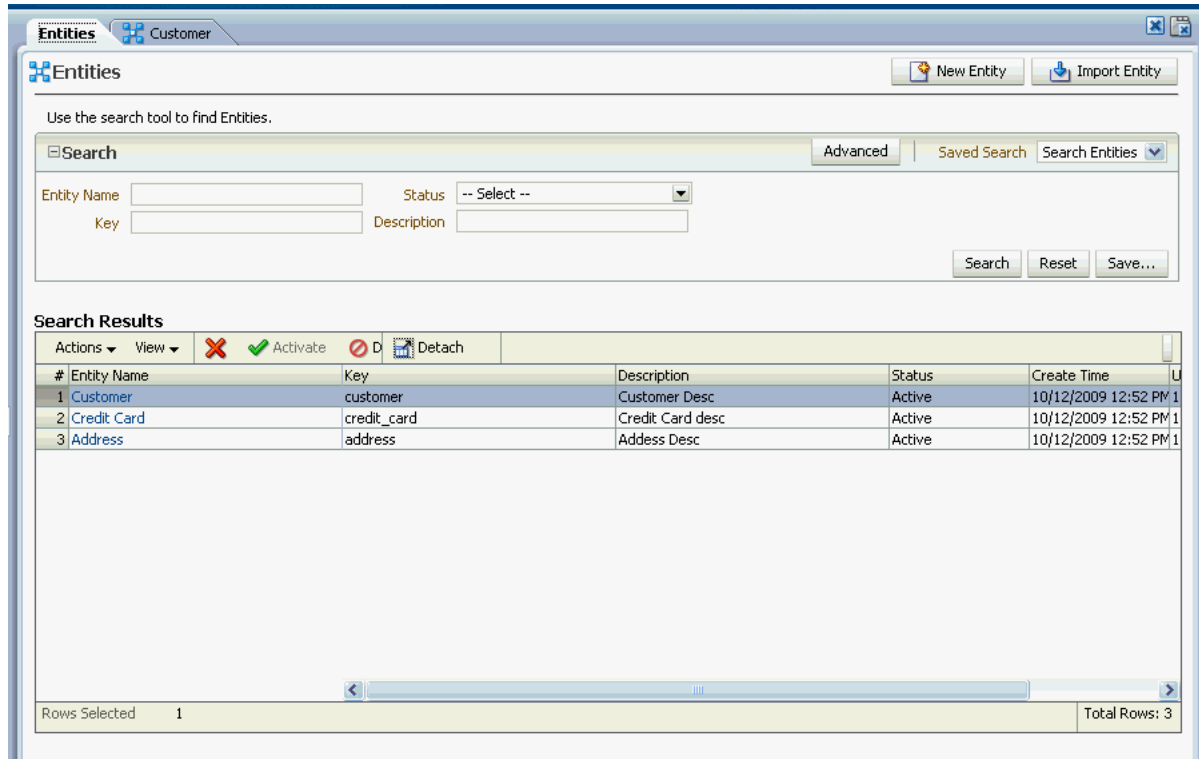 Entities Customer
Entities New Entity Import Entity
Use the search tool to find Entities.
Search Advanced Saved Search Search Entities
Entity Name Status -- Select --
Key Description
Search Reset Save...
Search Results
Actions View Activate D Detach
# Entity Name Key Description Status Create Time U
1 Customer customer Customer Desc Active 10/12/2009 12:52 PM 1
2 Credit Card credit_card Credit Card desc Active 10/12/2009 12:52 PM 1
3 Address address Addess Desc Active 10/12/2009 12:52 PM 1
Rows Selected 1 Total Rows: 3